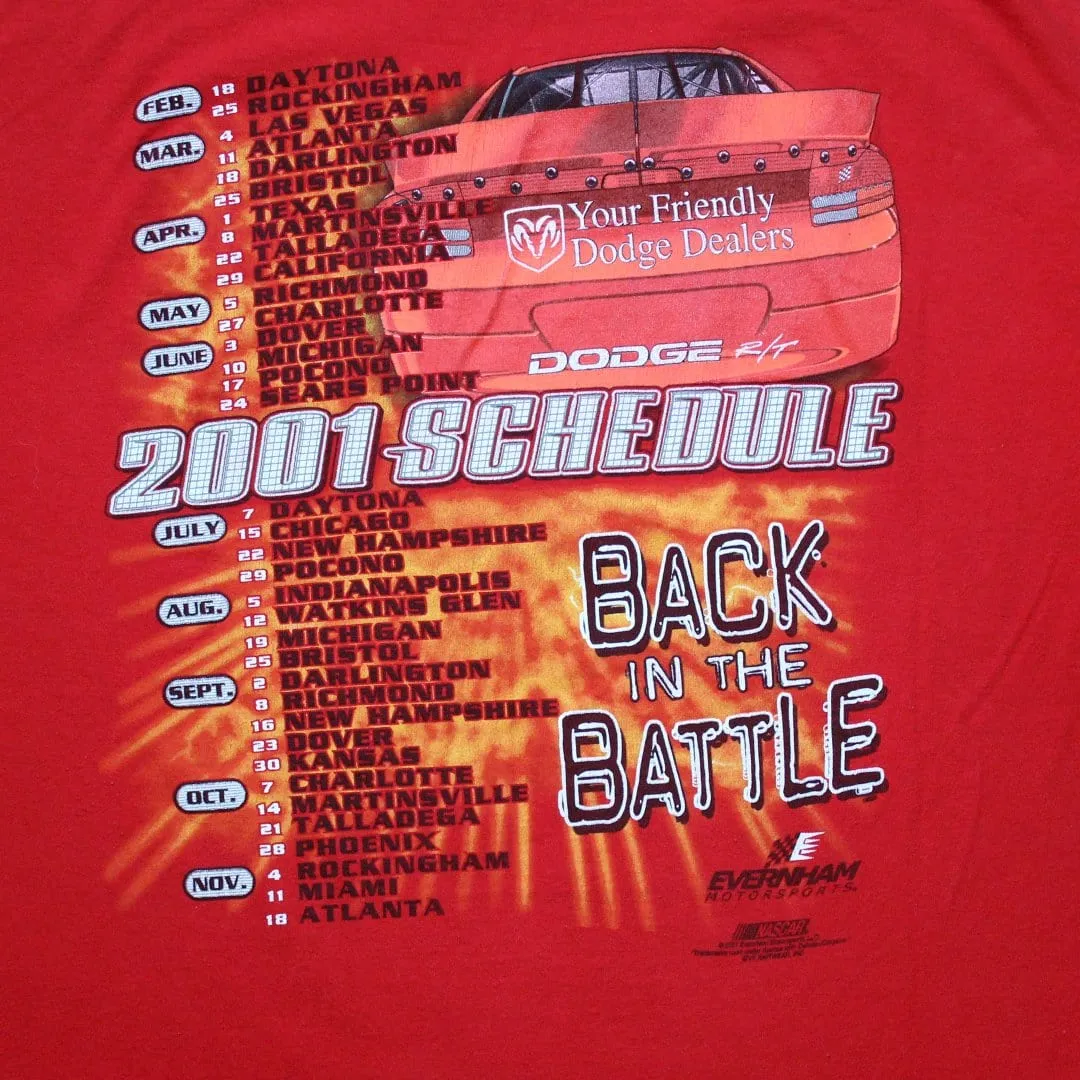 FEB. 18 DAYTONA
25 ROCKINGHAM
MAR. 4 LAS VEGAS
11 ATLANTA
18 DARLINGTON
25 BRISTOL
APR. 1 TEXAS
8 MARTINSVILLE
22 TALLADEGA
29 CALIFORNIA
MAY 5 RICHMOND
27 CHARLOTTE
JUNE 3 DOVER
10 MICHIGAN
17 POCONO
24 SEARS POINT
Your Friendly
Dodge Dealers
DODGE R/T
2001 SCHEDULE
JULY 7 DAYTONA
15 CHICAGO
22 NEW HAMPSHIRE
29 POCONO
AUG. 5 INDIANAPOLIS
12 WATKINS GLEN
19 MICHIGAN
25 BRISTOL
SEPT. 2 DARLINGTON
8 RICHMOND
16 NEW HAMPSHIRE
23 DOVER
30 KANSAS
OCT. 7 CHARLOTTE
14 MARTINSVILLE
21 TALLADEGA
28 PHOENIX
NOV. 4 ROCKINGHAM
11 MIAMI
18 ATLANTA
BACK
IN THE
BATTLE
E
EVERNHAM
MOTORSPORTS
NASCAR